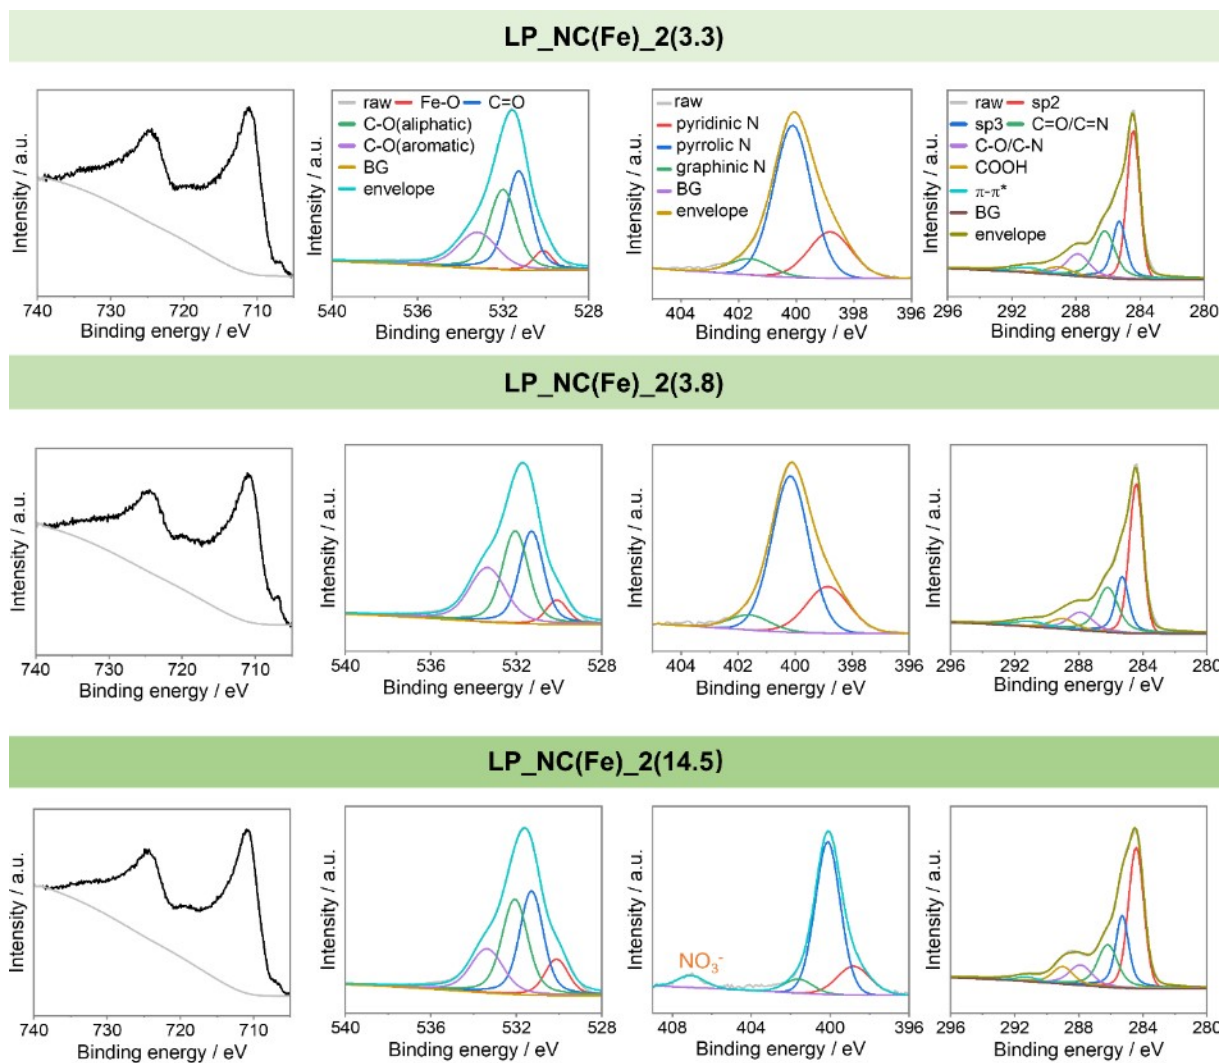 LP_NC(Fe)_2(3.3)
Intensity / a.u.
740 730 720 710
Binding energy / eV
Intensity / a.u.
raw Fe-O C=O
C-O(aliphatic)
C-O(aromatic)
BG
envelope
540 536 532 528
Binding energy / eV
Intensity / a.u.
raw
pyridinic N
pyrrolic N
graphinic N
BG
envelope
404 402 400 398 396
Binding energy / eV
Intensity / a.u.
raw sp2
sp3 C=O/C=N
C-O/C-N
COOH
π-π*
BG
envelope
296 292 288 284 280
Binding energy / eV
LP_NC(Fe)_2(3.8)
Intensity / a.u.
740 730 720 710
Binding energy / eV
Intensity / a.u.
540 536 532 528
Binding eneergy / eV
Intensity / a.u.
404 402 400 398 396
Binding energy / eV
Intensity / a.u.
296 292 288 284 280
Binding energy / eV
LP_NC(Fe)_2(14.5)
Intensity / a.u.
740 730 720 710
Binding energy / eV
Intensity / a.u.
540 536 532 528
Binding energy / eV
Intensity / a.u.
NO₃⁻
408 404 400 396
Binding energy / eV
Intensity / a.u.
296 292 288 284 280
Binding energy / eV